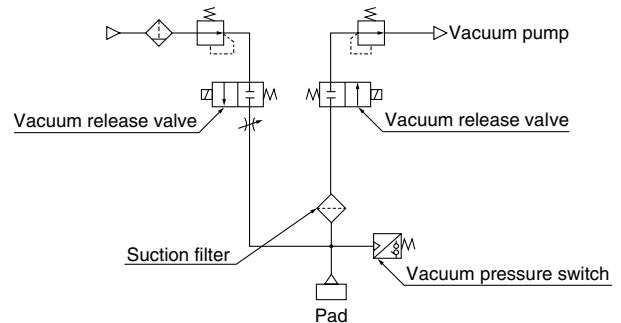 Vacuum pump
Vacuum release valve
Vacuum release valve
Suction filter
Vacuum pressure switch
Pad